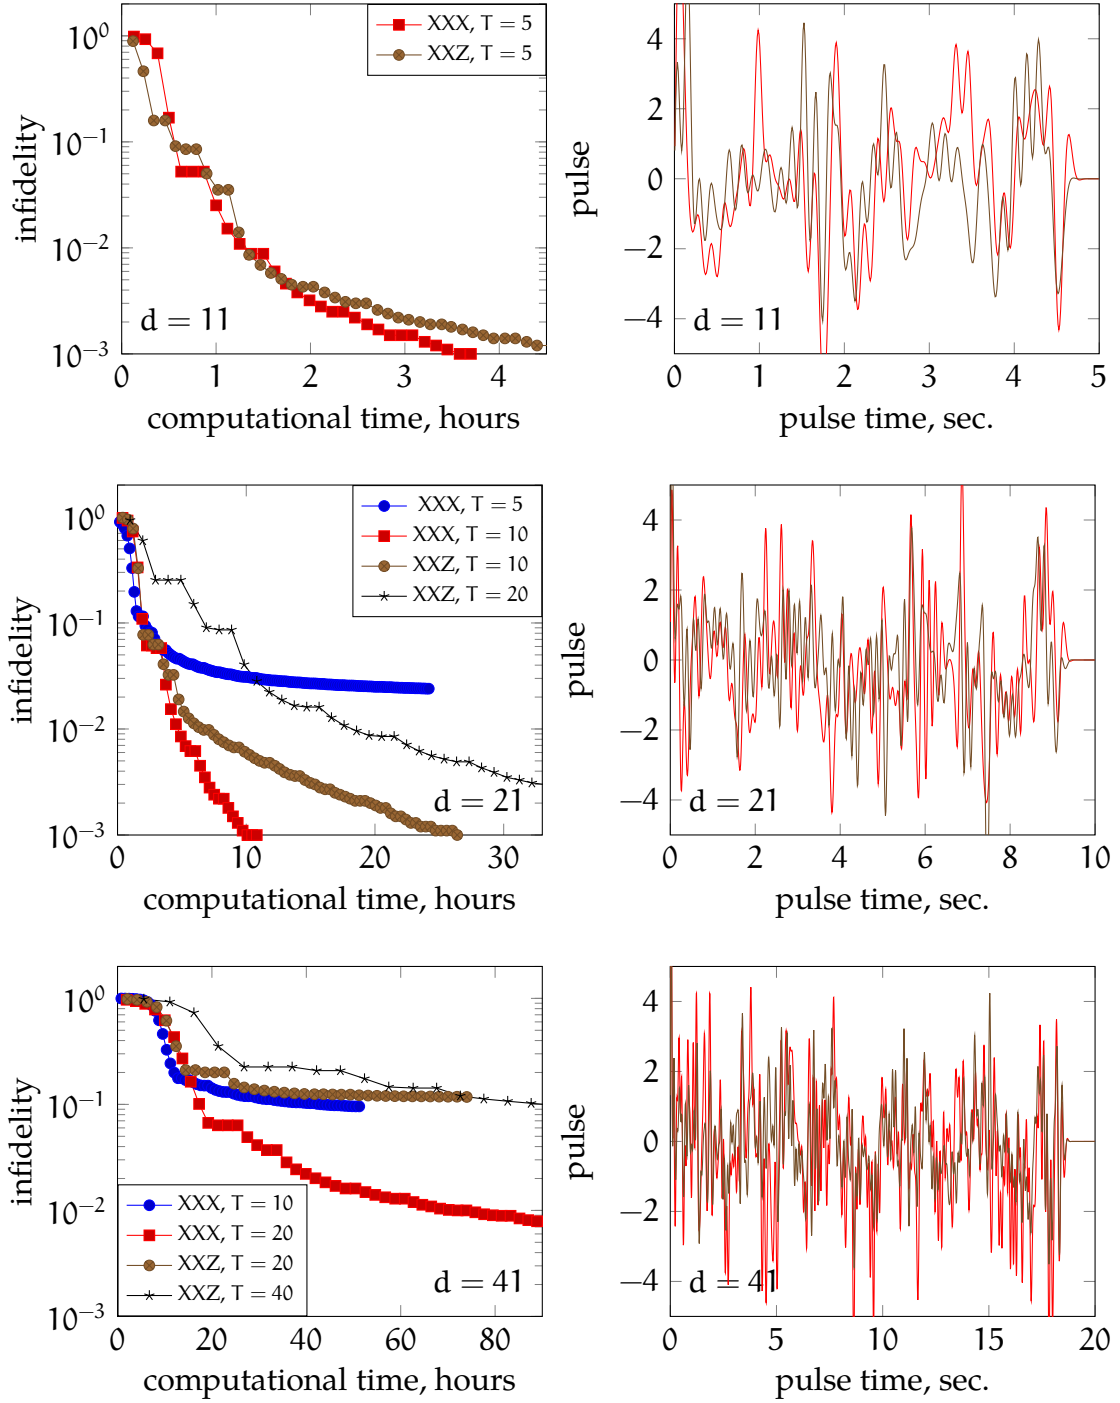 10⁰
10⁻¹
10⁻²
10⁻³
infidelity
XXX, T = 5
XXZ, T = 5
d = 11
0 1 2 3 4
computational time, hours
4
2
0
−2
−4
pulse
d = 11
0 1 2 3 4 5
pulse time, sec.
10⁰
10⁻¹
10⁻²
10⁻³
infidelity
XXX, T = 5
XXX, T = 10
XXZ, T = 10
XXZ, T = 20
d = 21
0 10 20 30
computational time, hours
4
2
0
−2
−4
pulse
d = 21
0 2 4 6 8 10
pulse time, sec.
10⁰
10⁻¹
10⁻²
10⁻³
infidelity
XXX, T = 10
XXX, T = 20
XXZ, T = 20
XXZ, T = 40
d = 41
0 20 40 60 80
computational time, hours
4
2
0
−2
−4
pulse
d = 41
0 5 10 15 20
pulse time, sec.